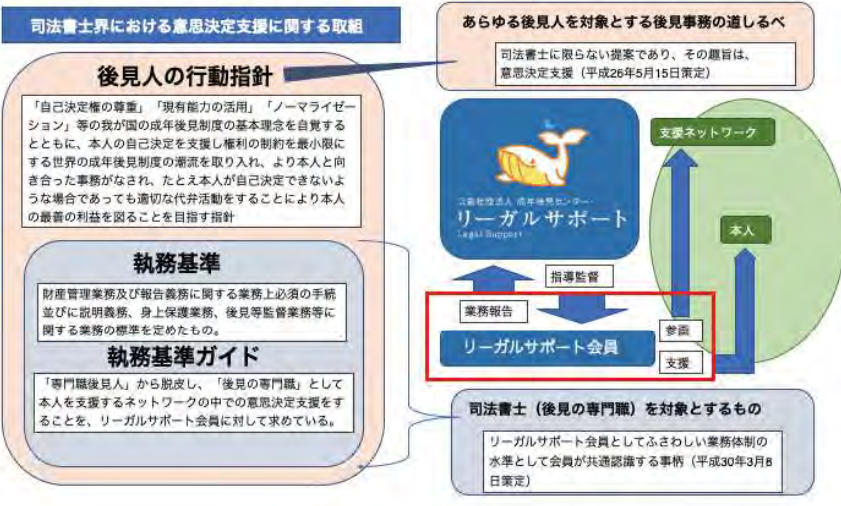 司法書士界における意思決定支援に関する取組
後見人の行動指針
「自己決定権の尊重」「現有能力の活用」「ノーマライゼー
ション」等の我が国の成年後見制度の基本理念を自覚する
とともに、本人の自己決定を支援し権利の制約を最小限に
する世界の成年後見制度の潮流を取り入れ、より本人と向
き合った事務がなされ、たとえ本人が自己決定できないよ
うな場合であっても適切な代弁活動をすることにより本人
の最善の利益を図ることを目指す指針
執務基準
財産管理業務及び報告義務に関する業務上必須の手続
並びに説明義務、身上保護業務、後見等監督業務等に
関する業務の標準を定めたもの。
執務基準ガイド
「専門職後見人」から脱皮し、「後見の専門職」として
本人を支援するネットワークの中での意思決定支援をす
ることを、リーガルサポート会員に対して求めている。
あらゆる後見人を対象とする後見事務の道しるべ
司法書士に限らない提案であり、その趣旨は、
意思決定支援（平成26年5月15日策定）
公益社団法人 成年後見センター・
リーガルサポート
Legal Support
支援ネットワーク
本人
指導監督
業務報告
リーガルサポート会員
参画
支援
司法書士（後見の専門職）を対象とするもの
リーガルサポート会員としてふさわしい業務体制の
水準として会員が共通認識する事柄（平成30年3月8
日策定）